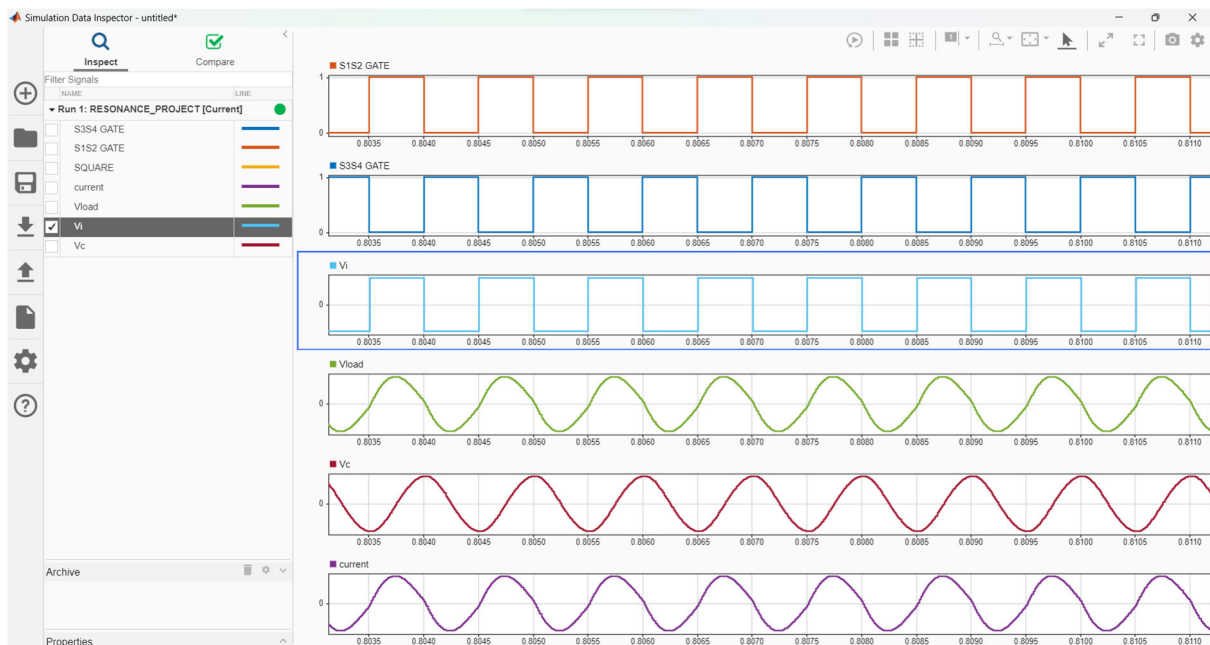 Simulation Data Inspector - untitled*
Inspect
Compare
Filter Signals
NAME LINE
Run 1: RESONANCE_PROJECT [Current]
S3S4 GATE
S1S2 GATE
SQUARE
current
Vload
Vi
Vc
Archive
Properties
1
S1S2 GATE
1
0
0.8035 0.8040 0.8045 0.8050 0.8055 0.8060 0.8065 0.8070 0.8075 0.8080 0.8085 0.8090 0.8095 0.8100 0.8105 0.8110
S3S4 GATE
1
0
0.8035 0.8040 0.8045 0.8050 0.8055 0.8060 0.8065 0.8070 0.8075 0.8080 0.8085 0.8090 0.8095 0.8100 0.8105 0.8110
Vi
0
0.8035 0.8040 0.8045 0.8050 0.8055 0.8060 0.8065 0.8070 0.8075 0.8080 0.8085 0.8090 0.8095 0.8100 0.8105 0.8110
Vload
0
0.8035 0.8040 0.8045 0.8050 0.8055 0.8060 0.8065 0.8070 0.8075 0.8080 0.8085 0.8090 0.8095 0.8100 0.8105 0.8110
Vc
0
0.8035 0.8040 0.8045 0.8050 0.8055 0.8060 0.8065 0.8070 0.8075 0.8080 0.8085 0.8090 0.8095 0.8100 0.8105 0.8110
current
0
0.8035 0.8040 0.8045 0.8050 0.8055 0.8060 0.8065 0.8070 0.8075 0.8080 0.8085 0.8090 0.8095 0.8100 0.8105 0.8110